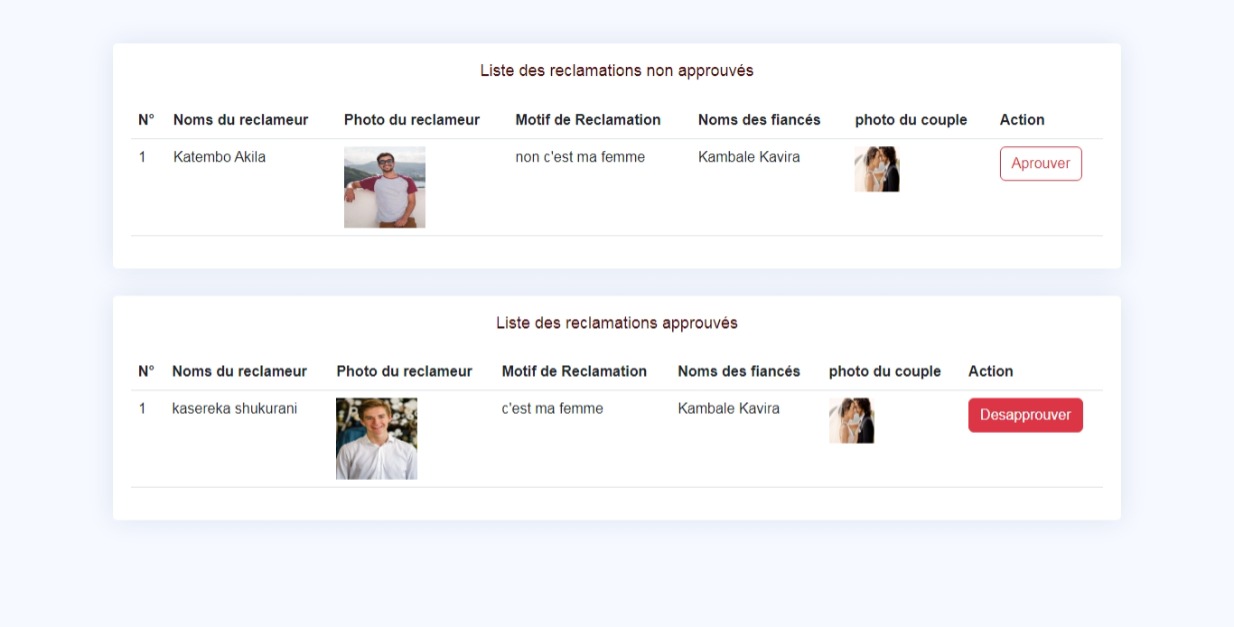 Liste des reclamations non approuvés
N° Noms du reclameur Photo du reclameur Motif de Reclamation Noms des fiancés photo du couple Action
1 Katembo Akila non c'est ma femme Kambale Kavira Aprouver
Liste des reclamations approuvés
N° Noms du reclameur Photo du reclameur Motif de Reclamation Noms des fiancés photo du couple Action
1 kasereka shukurani c'est ma femme Kambale Kavira Desapprouver